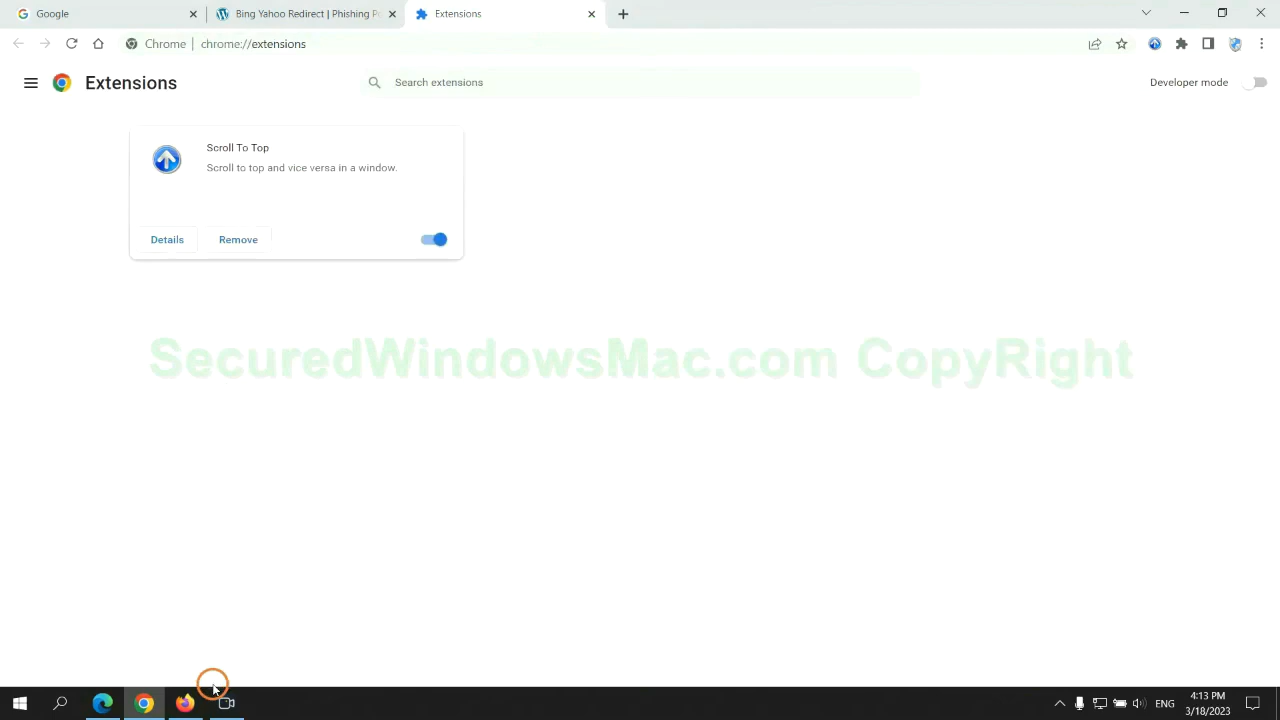 Google
Bing Yahoo Redirect | Phishing P
Extensions
Chrome | chrome://extensions
Extensions
Search extensions
Developer mode
Scroll To Top
Scroll to top and vice versa in a window.
Details
Remove
SecuredWindowsMac.com CopyRight
ENG
4:13 PM
3/18/2023